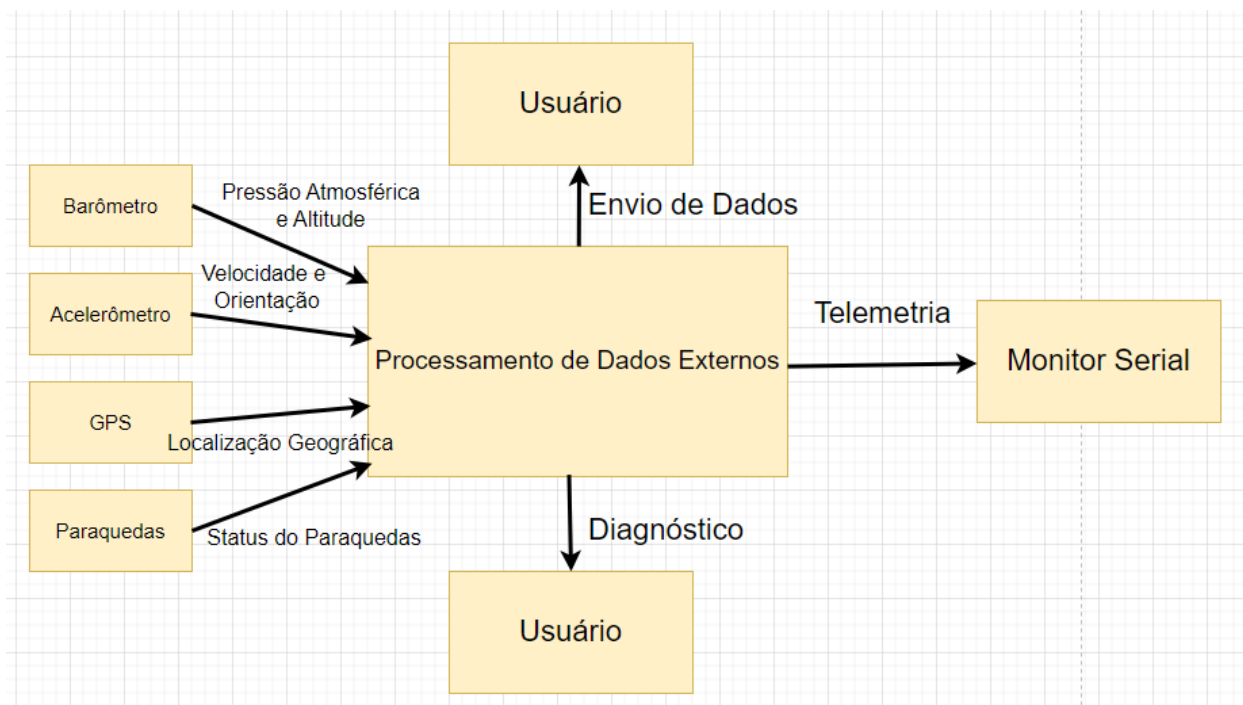 Usuário
Envio de Dados
Barômetro
Pressão Atmosférica
e Altitude
Acelerômetro
Velocidade e
Orientação
GPS
Localização Geográfica
Paraquedas
Status do Paraquedas
Processamento de Dados Externos
Telemetria
Monitor Serial
Diagnóstico
Usuário